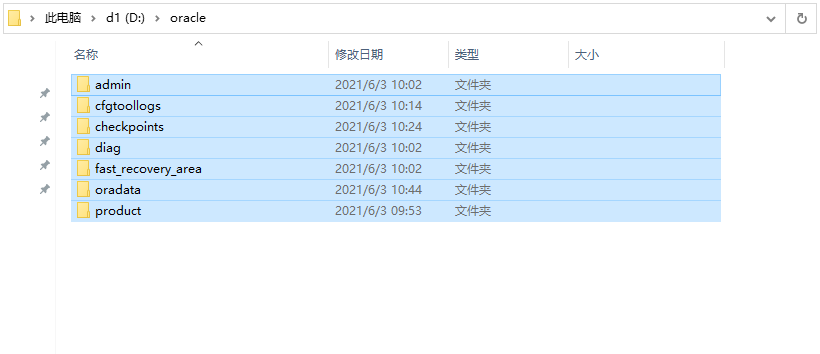 此电脑 d1 (D:) oracle
名称 修改日期 类型 大小
admin 2021/6/3 10:02 文件夹
cfgtoollogs 2021/6/3 10:14 文件夹
checkpoints 2021/6/3 10:24 文件夹
diag 2021/6/3 10:02 文件夹
fast_recovery_area 2021/6/3 10:02 文件夹
oradata 2021/6/3 10:44 文件夹
product 2021/6/3 09:53 文件夹